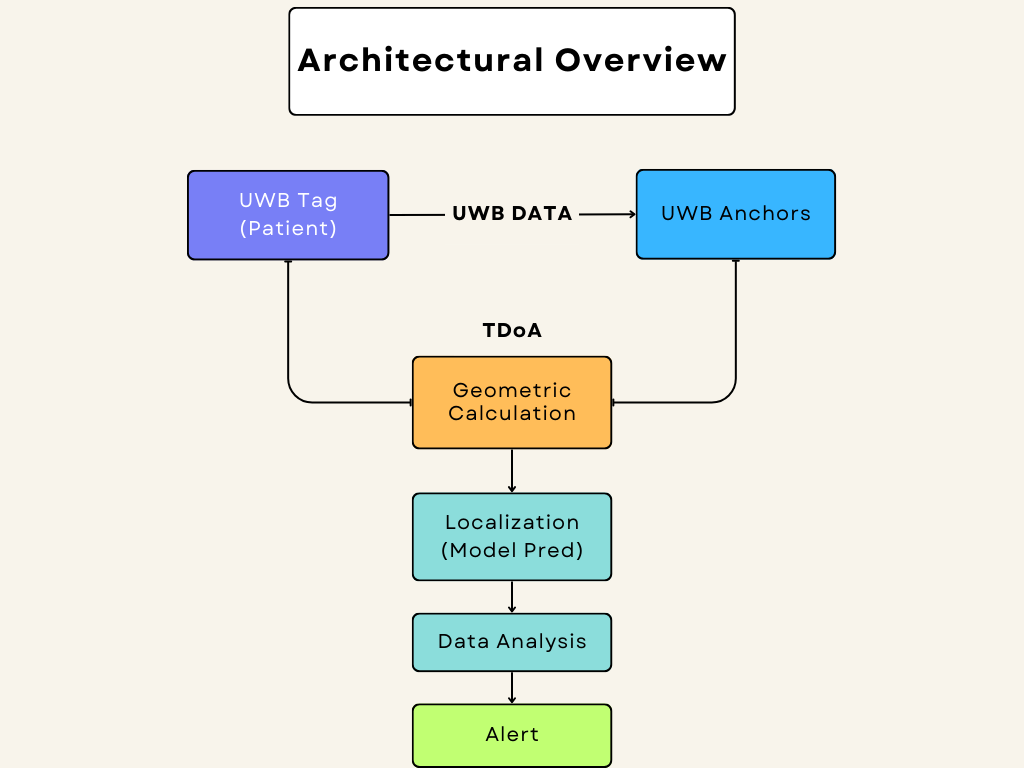 Architectural Overview
UWB Tag
(Patient)
UWB DATA
UWB Anchors
TDoA
Geometric
Calculation
Localization
(Model Pred)
Data Analysis
Alert